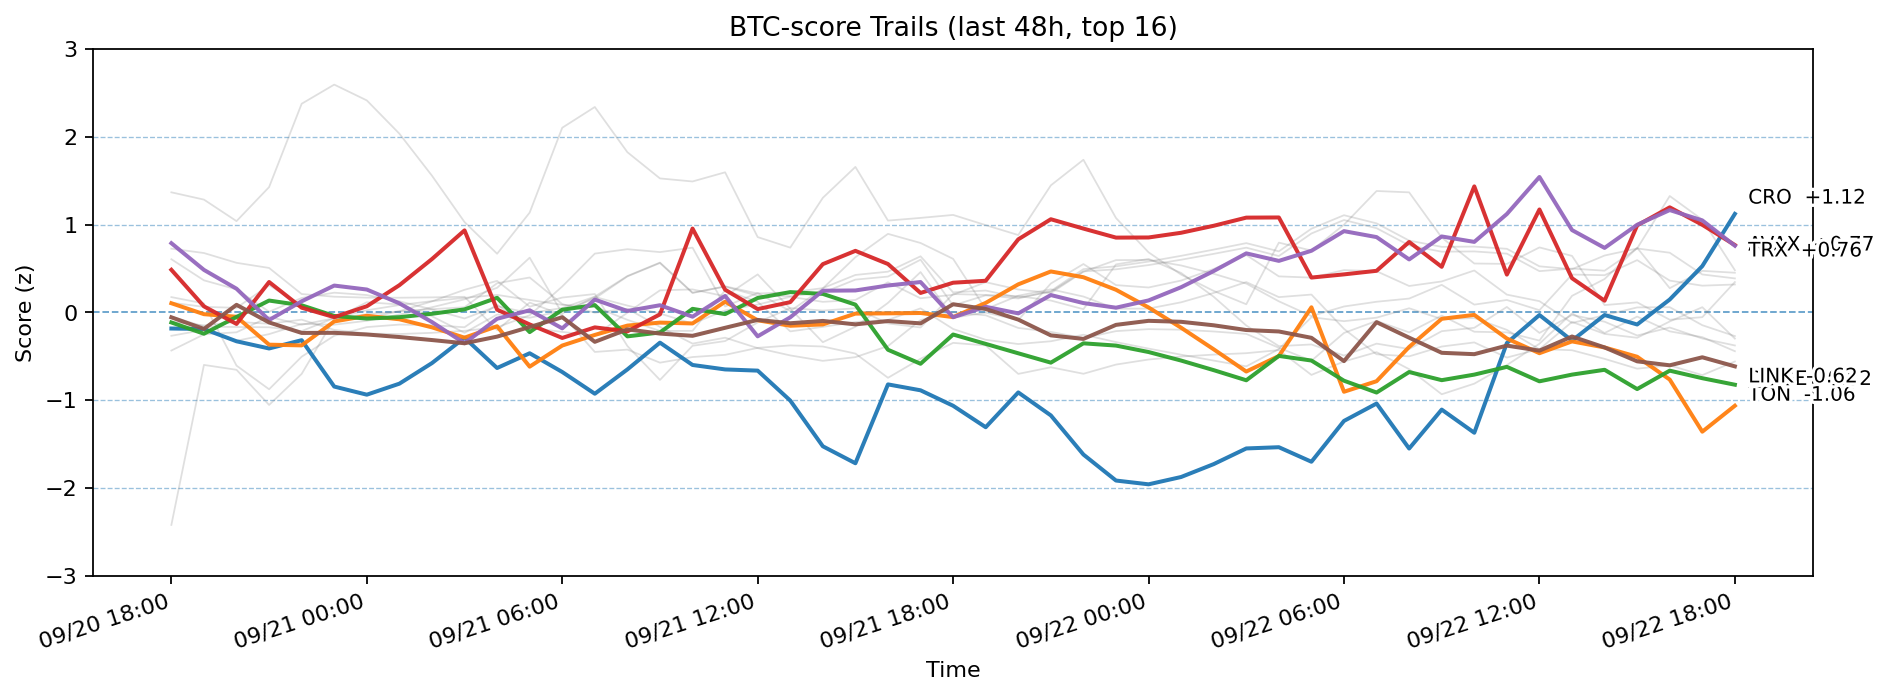 BTC-score Trails (last 48h, top 16)
Score (z)
3
2
1
0
−1
−2
−3
CRO +1.12
TRX +0.76
LINK -0.62
TON -1.06
09/20 18:00
09/21 00:00
09/21 06:00
09/21 12:00
09/21 18:00
09/22 00:00
09/22 06:00
09/22 12:00
09/22 18:00
Time